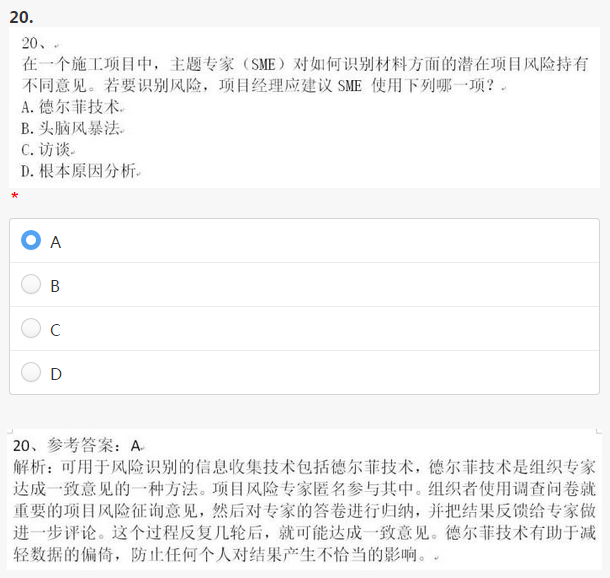 20.
20、
在一个施工项目中，主题专家（SME）对如何识别材料方面的潜在项目风险持有
不同意见。若要识别风险，项目经理应建议 SME 使用下列哪一项？
A. 德尔菲技术
B. 头脑风暴法
C. 访谈
D. 根本原因分析
*
A
B
C
D
20、参考答案：A
解析：可用于风险识别的信息收集技术包括德尔菲技术，德尔菲技术是组织专家
达成一致意见的一种方法。项目风险专家匿名参与其中。组织者使用调查问卷就
重要的项目风险征询意见，然后对专家的答卷进行归纳，并把结果反馈给专家做
进一步评论。这个过程反复几轮后，就可能达成一致意见。德尔菲技术有助于减
轻数据的偏倚，防止任何个人对结果产生不恰当的影响。